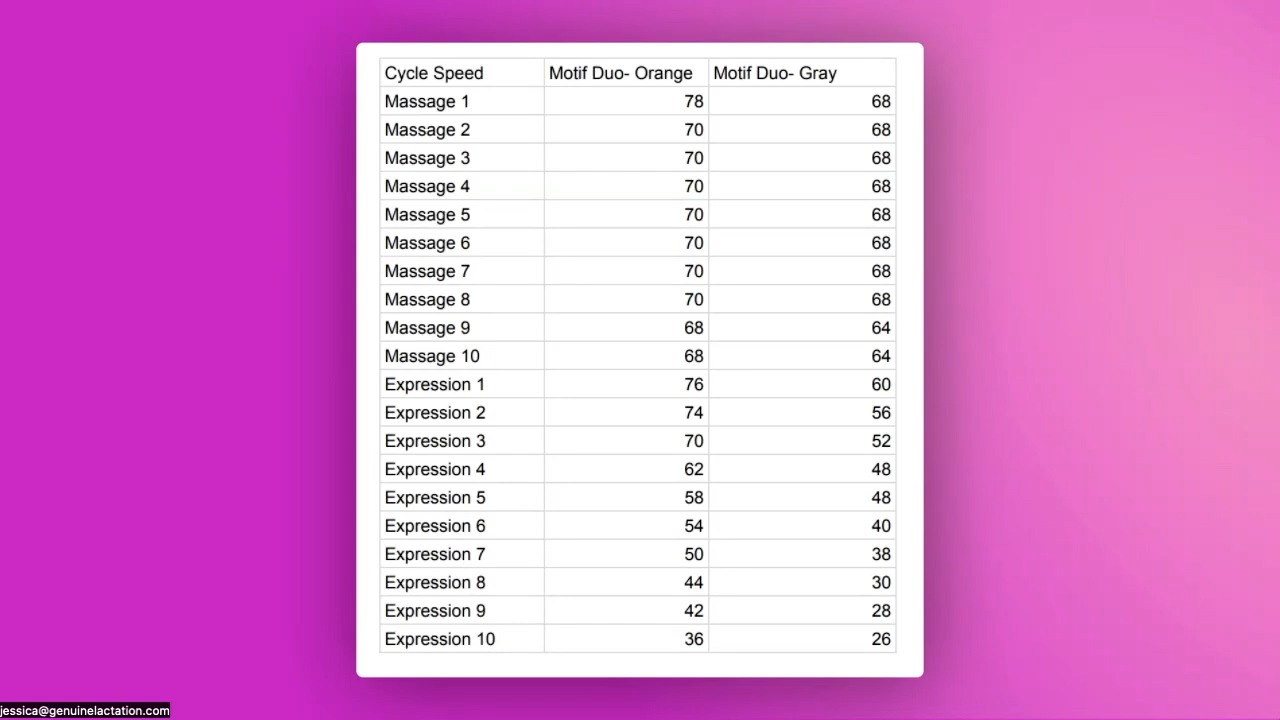 Cycle Speed Motif Duo- Orange Motif Duo- Gray
Massage 1 78 68
Massage 2 70 68
Massage 3 70 68
Massage 4 70 68
Massage 5 70 68
Massage 6 70 68
Massage 7 70 68
Massage 8 70 68
Massage 9 68 64
Massage 10 68 64
Expression 1 76 60
Expression 2 74 56
Expression 3 70 52
Expression 4 62 48
Expression 5 58 48
Expression 6 54 40
Expression 7 50 38
Expression 8 44 30
Expression 9 42 28
Expression 10 36 26
jessica@genuinelactation.com